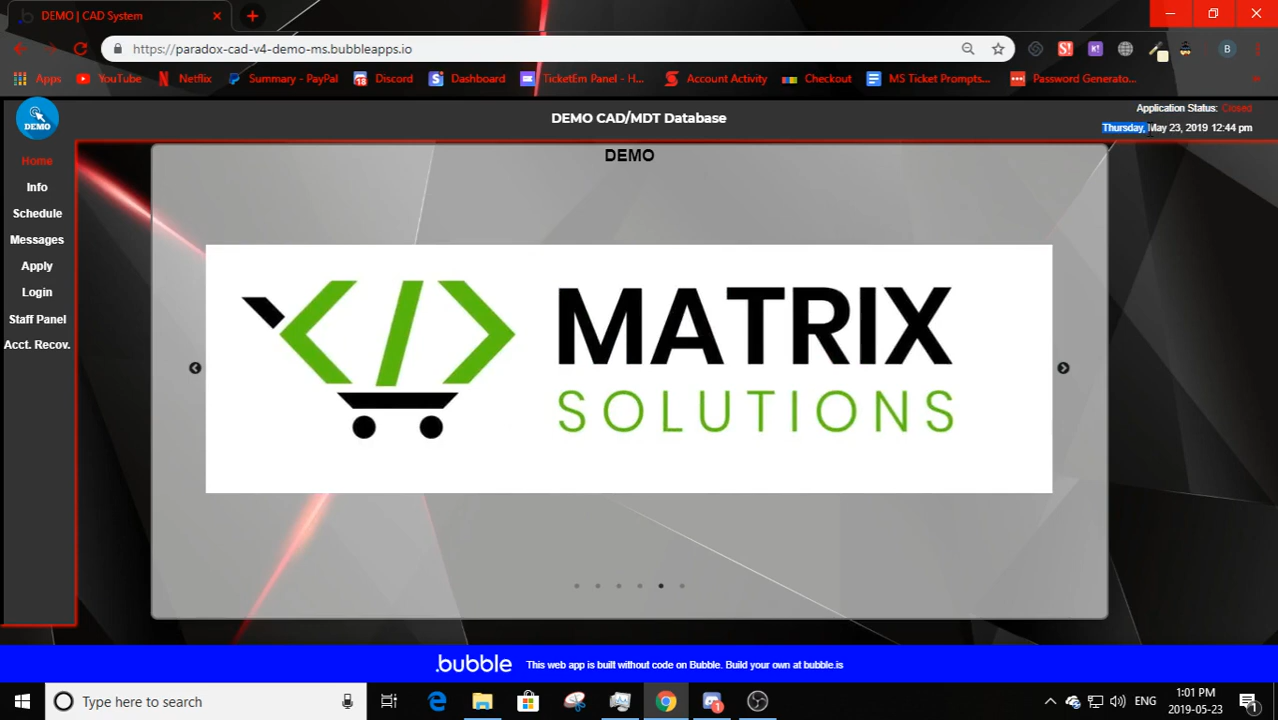 DEMO | CAD System
https://paradox-cad-v4-demo-ms.bubbleapps.io
B
Apps
YouTube
Netflix
Summary - PayPal
Discord
Dashboard
TicketEm Panel - H...
Account Activity
Checkout
MS Ticket Prompts...
Password Generato...
DEMO
DEMO CAD/MDT Database
Application Status: Closed
Thursday, May 23, 2019 12:44 pm
Home
Info
Schedule
Messages
Apply
Login
Staff Panel
Acct. Recov.
DEMO
MATRIX
SOLUTIONS
.bubble
This web app is built without code on Bubble. Build your own at bubble.is
Type here to search
ENG
1:01 PM
2019-05-23
1
1